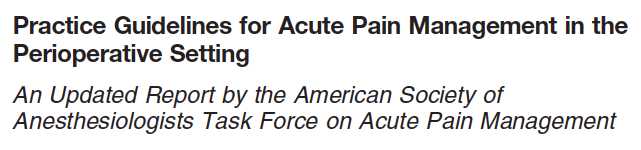 Practice Guidelines for Acute Pain Management in the
Perioperative Setting
An Updated Report by the American Society of
Anesthesiologists Task Force on Acute Pain Management